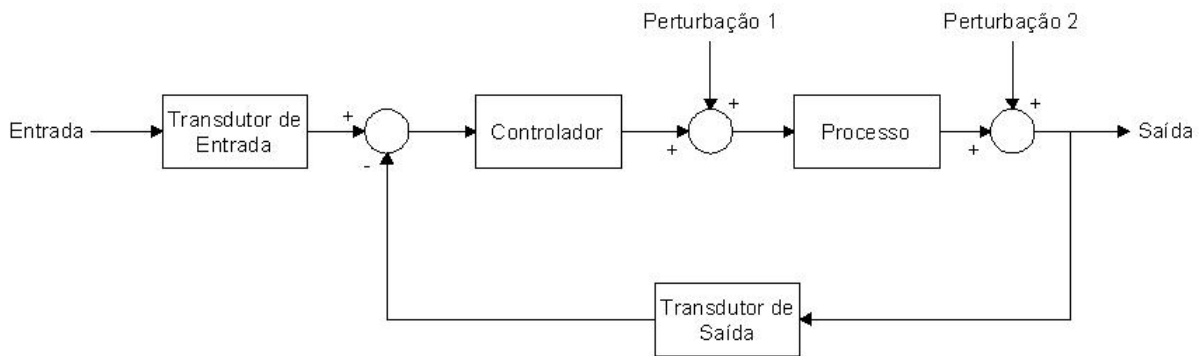 Perturbação 1
Perturbação 2
Entrada
Transdutor de
Entrada
+
-
Controlador
+
+
Processo
+
+
Saída
Transdutor de
Saída